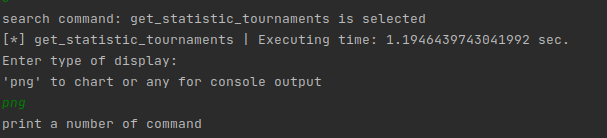 search command: get_statistic_tournaments is selected
[*] get_statistic_tournaments | Executing time: 1.1946439743041992 sec.
Enter type of display:
'png' to chart or any for console output
png
print a number of command